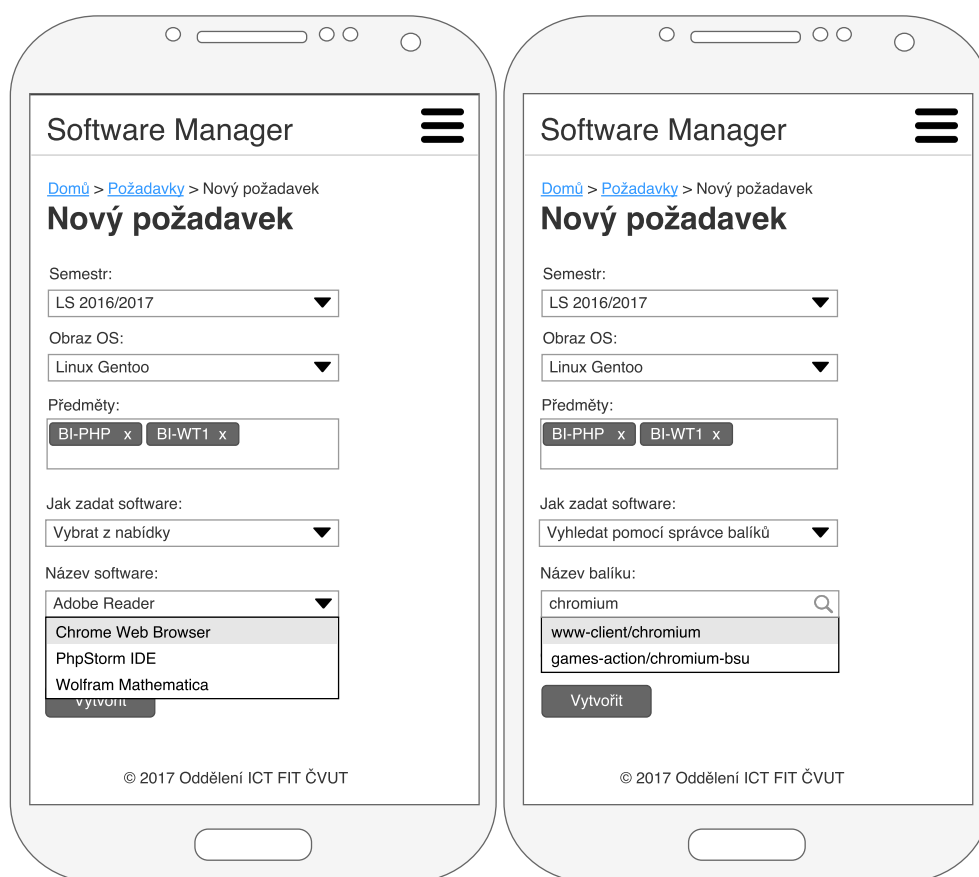 Software Manager
Domů > Požadavky > Nový požadavek
Nový požadavek
Semestr:
LS 2016/2017
Obraz OS:
Linux Gentoo
Předměty:
BI-PHP x BI-WT1 x
Jak zadat software:
Vybrat z nabídky
Název software:
Adobe Reader
Chrome Web Browser
PhpStorm IDE
Wolfram Mathematica
Vytvořit
© 2017 Oddělení ICT FIT ČVUT
Software Manager
Domů > Požadavky > Nový požadavek
Nový požadavek
Semestr:
LS 2016/2017
Obraz OS:
Linux Gentoo
Předměty:
BI-PHP x BI-WT1 x
Jak zadat software:
Vyhledat pomocí správce balíků
Název balíku:
chromium
www-client/chromium
games-action/chromium-bsu
Vytvořit
© 2017 Oddělení ICT FIT ČVUT